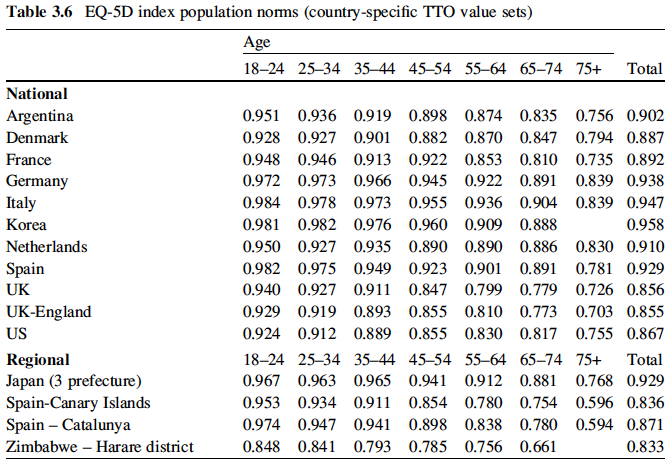 Table 3.6 EQ-5D index population norms (country-specific TTO value sets)
Age
18–24 25–34 35–44 45–54 55–64 65–74 75+ Total
National
Argentina 0.951 0.936 0.919 0.898 0.874 0.835 0.756 0.902
Denmark 0.928 0.927 0.901 0.882 0.870 0.847 0.794 0.887
France 0.948 0.946 0.913 0.922 0.853 0.810 0.735 0.892
Germany 0.972 0.973 0.966 0.945 0.922 0.891 0.839 0.938
Italy 0.984 0.978 0.973 0.955 0.936 0.904 0.839 0.947
Korea 0.981 0.982 0.976 0.960 0.909 0.888 0.958
Netherlands 0.950 0.927 0.935 0.890 0.890 0.886 0.830 0.910
Spain 0.982 0.975 0.949 0.923 0.901 0.891 0.781 0.929
UK 0.940 0.927 0.911 0.847 0.799 0.779 0.726 0.856
UK-England 0.929 0.919 0.893 0.855 0.810 0.773 0.703 0.855
US 0.924 0.912 0.889 0.855 0.830 0.817 0.755 0.867
Regional 18–24 25–34 35–44 45–54 55–64 65–74 75+ Total
Japan (3 prefecture) 0.967 0.963 0.965 0.941 0.912 0.881 0.768 0.929
Spain-Canary Islands 0.953 0.934 0.911 0.854 0.780 0.754 0.596 0.836
Spain – Catalunya 0.974 0.947 0.941 0.898 0.838 0.780 0.594 0.871
Zimbabwe – Harare district 0.848 0.841 0.793 0.785 0.756 0.661 0.833